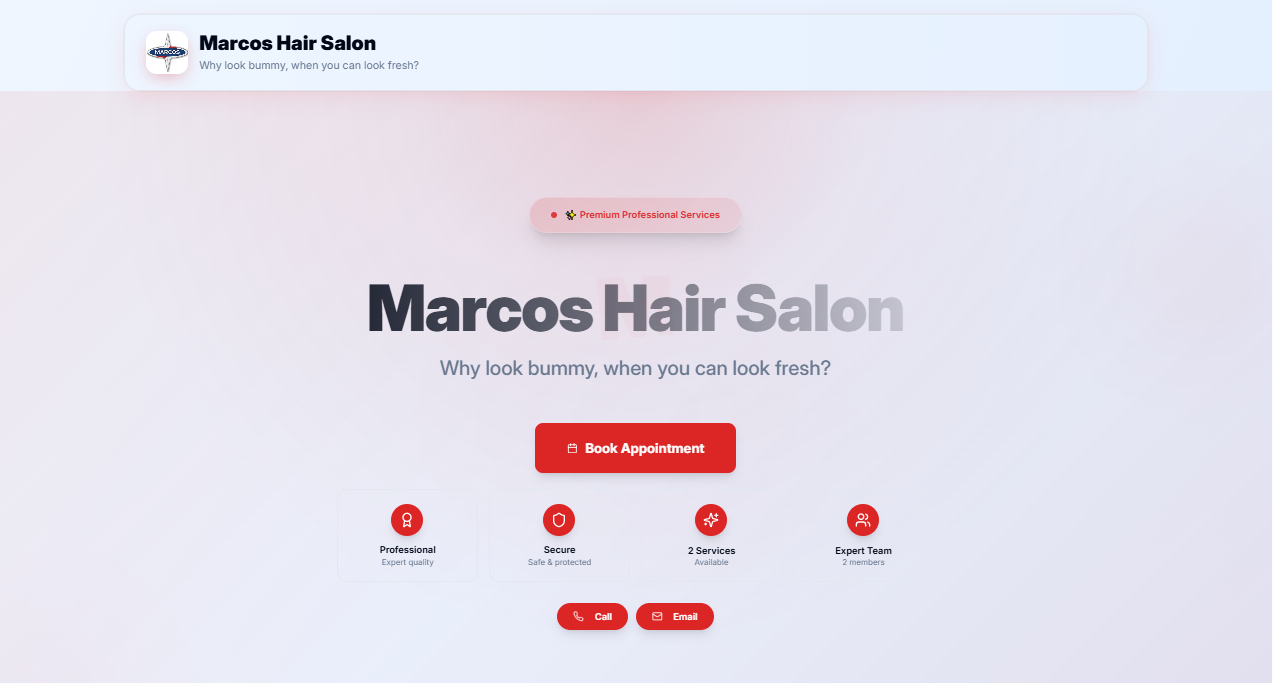 MARCOS
Marcos Hair Salon
Why look bummy, when you can look fresh?
✨ Premium Professional Services
Marcos Hair Salon
Why look bummy, when you can look fresh?
Book Appointment
Professional
Expert quality
Secure
Safe & protected
2 Services
Available
Expert Team
2 members
Call
Email